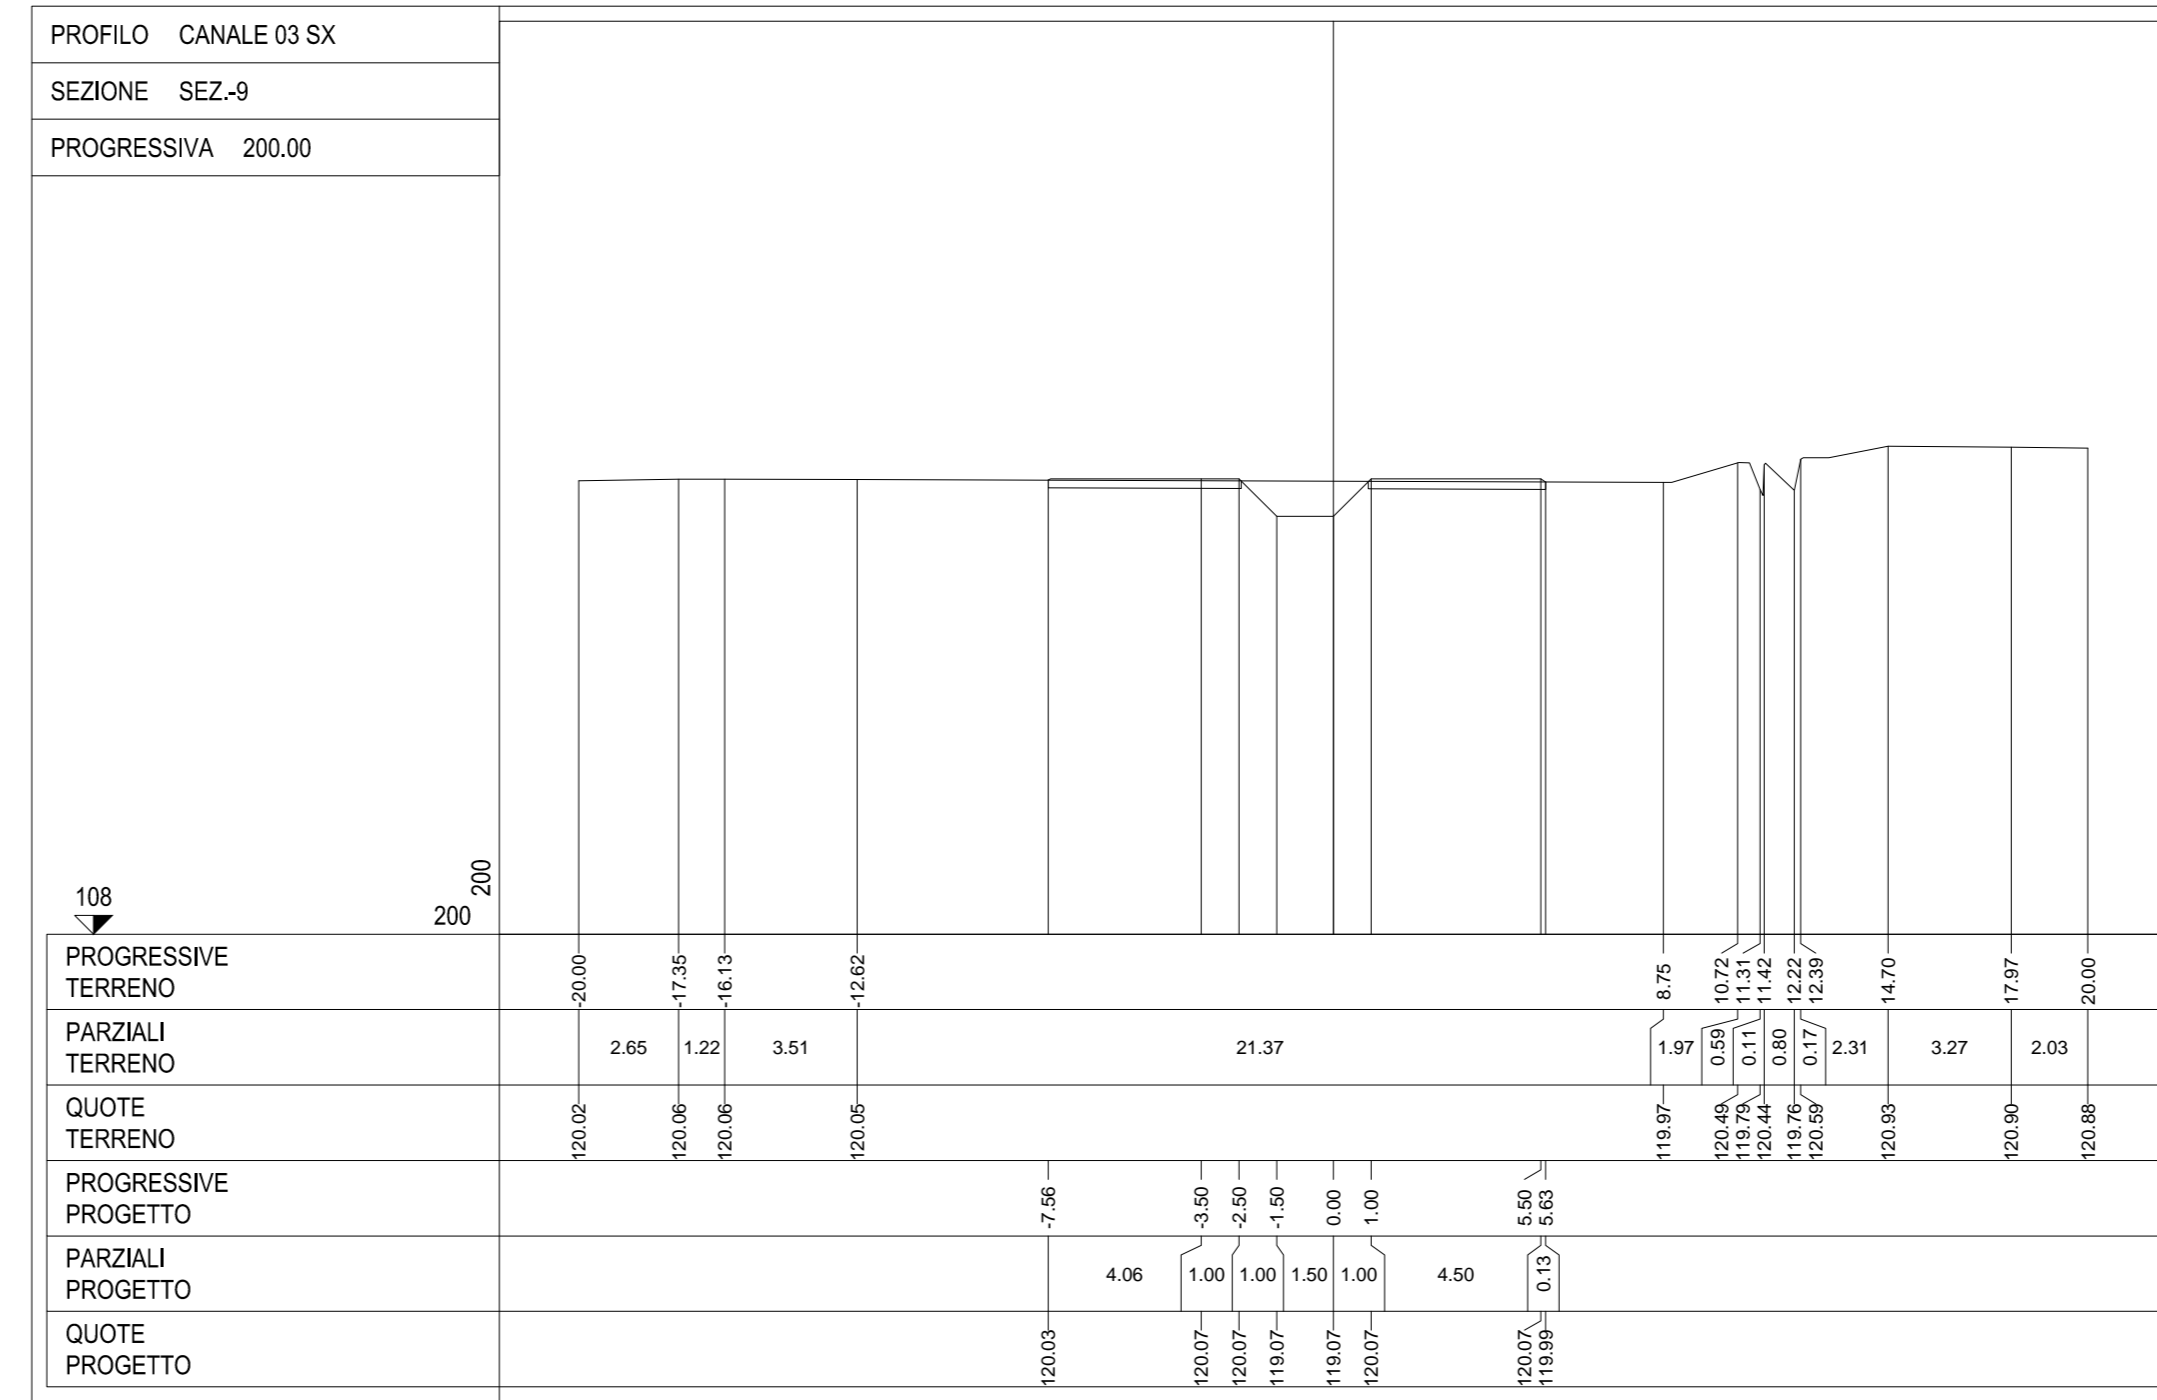 PROFILO CANALE 03 SX
SEZIONE SEZ.-9
PROGRESSIVA 200.00
200
108
200
PROGRESSIVE
TERRENO
-20.00 -17.35 -16.13 -12.62 8.75 10.72 11.31 11.42 12.22 12.39 14.70 17.97 20.00
PARZIALI
TERRENO
2.65 1.22 3.51 21.37 1.97 0.59 0.11 0.80 0.17 2.31 3.27 2.03
QUOTE
TERRENO
120.02 120.06 120.06 120.05 119.97 120.49 119.79 120.44 119.76 120.59 120.93 120.90 120.88
PROGRESSIVE
PROGETTO
-7.56 -3.50 -2.50 -1.50 0.00 1.00 5.50 5.63
PARZIALI
PROGETTO
4.06 1.00 1.00 1.50 1.00 4.50 0.13
QUOTE
PROGETTO
120.03 120.07 120.07 119.07 119.07 120.07 120.07 119.99